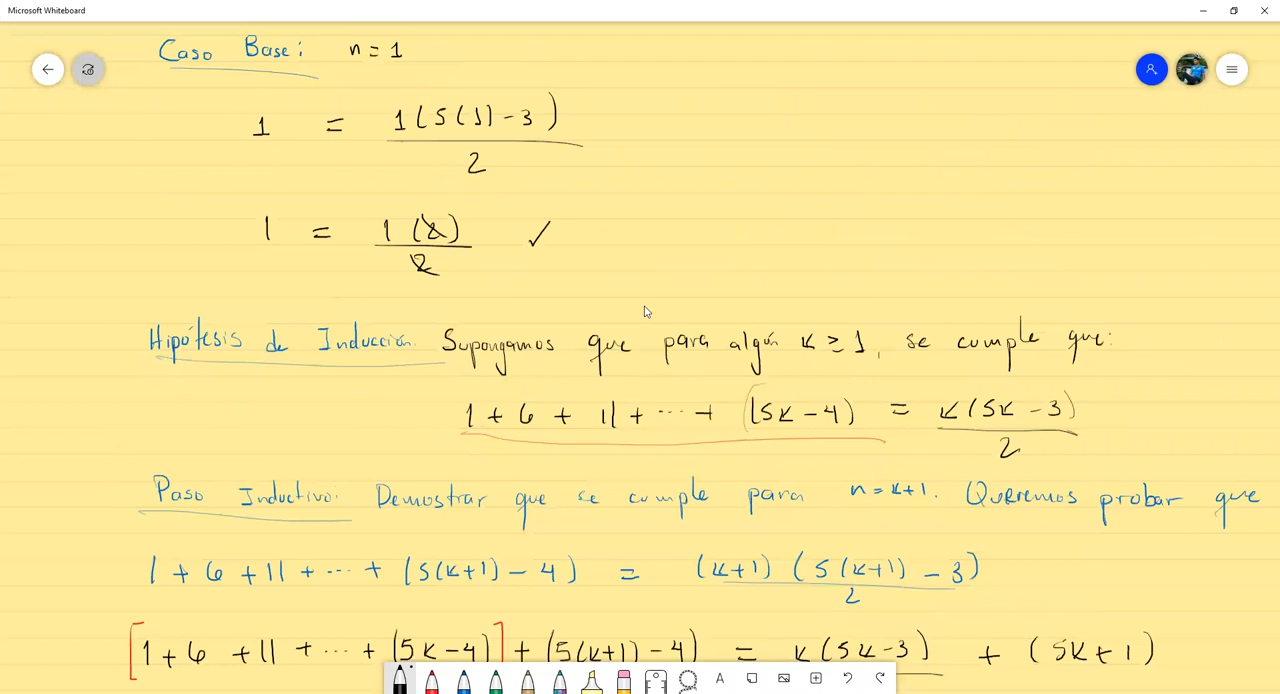 Microsoft Whiteboard
Caso Base: n = 1
1 = 1(5(1)-3)/2
1 = 1(2)/2 ✓
Hipótesis de Inducción. Supongamos que para algún k ≥ 1, se cumple que:
1 + 6 + 11 + ... + (5k-4) = k(5k-3)/2
Paso Inductivo. Demostrar que se cumple para n = k+1. Queremos probar que
1 + 6 + 11 + ... + (5(k+1)-4) = (k+1)(5(k+1)-3)/2
[1 + 6 + 11 + ... + (5k-4)] + (5(k+1)-4) = k(5k-3) + (5k+1)
A